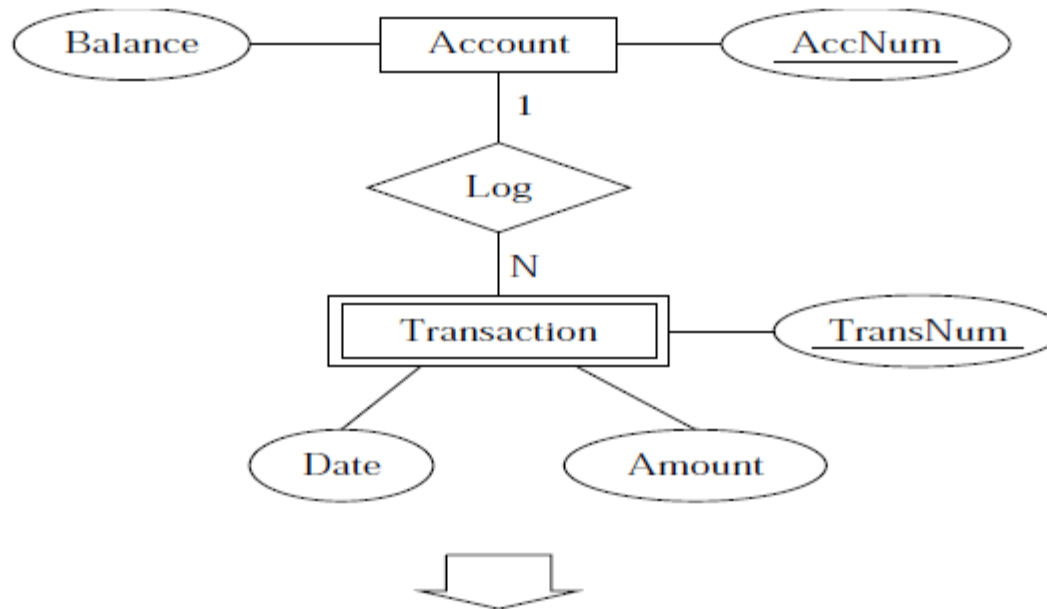 Balance Account AccNum
1
Log
N
Transaction TransNum
Date Amount